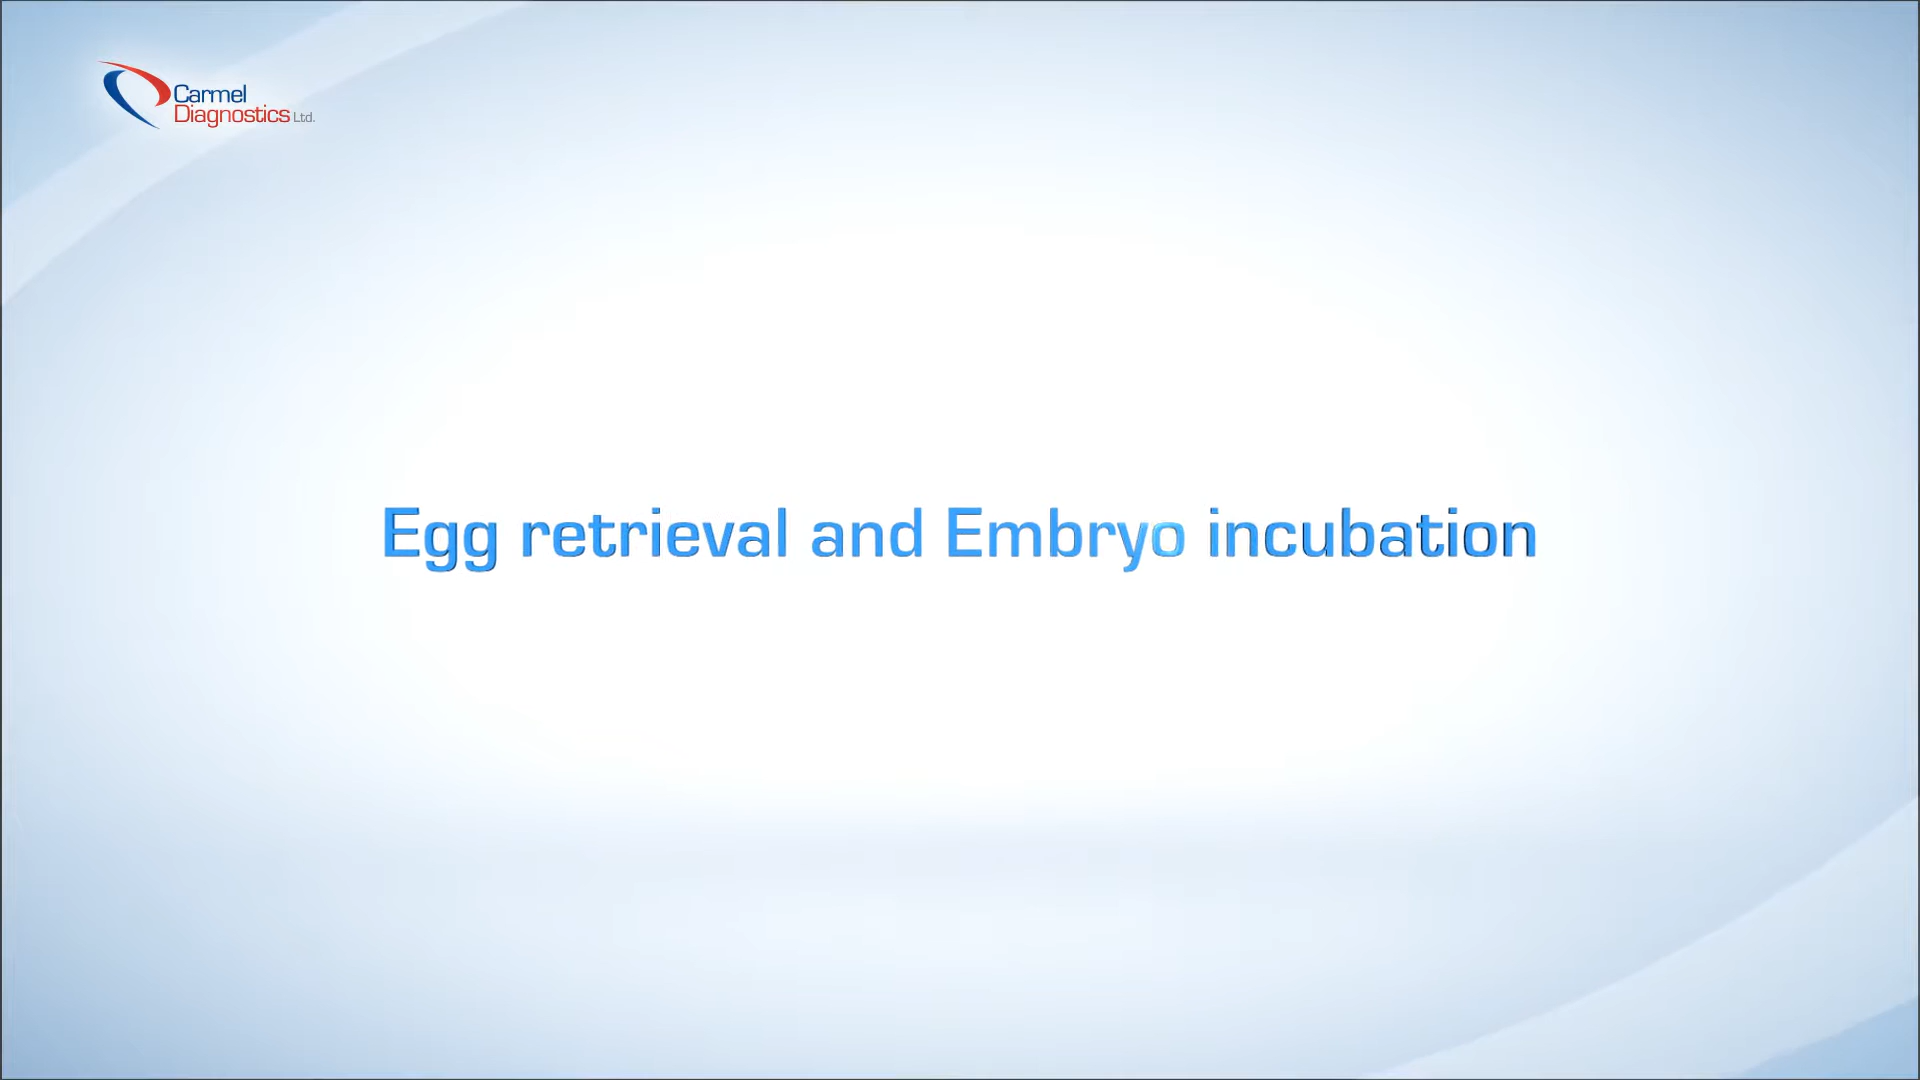 Carmel
Diagnostics Ltd.
Egg retrieval and Embryo incubation